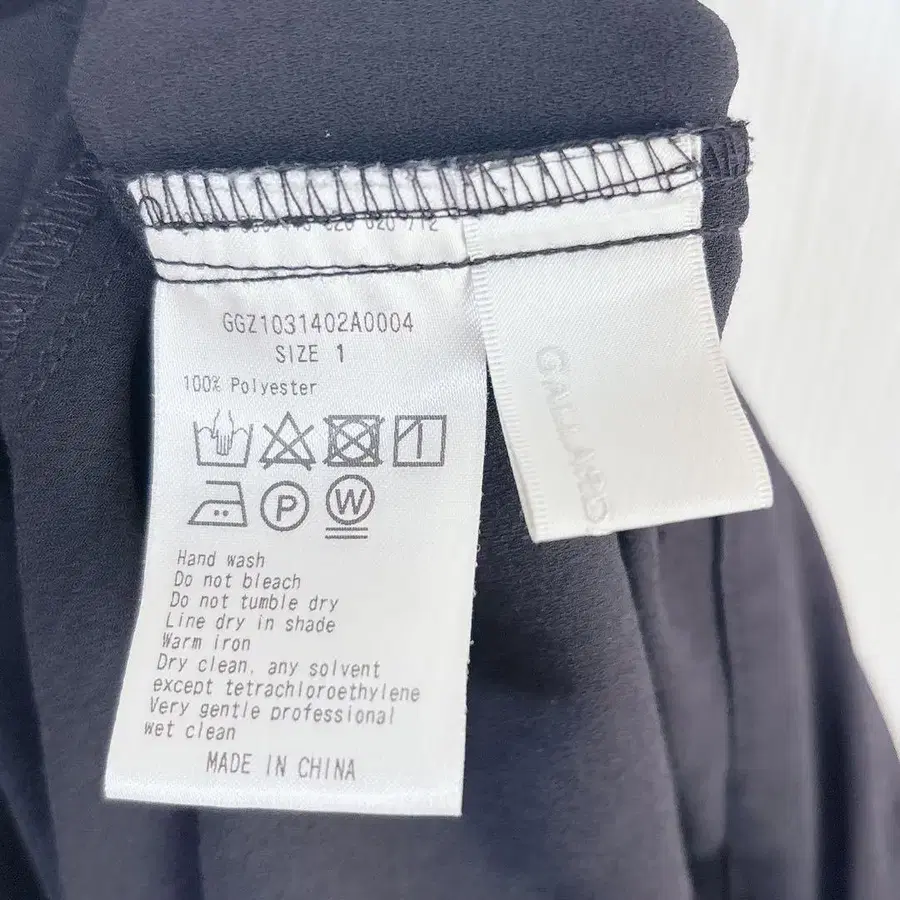 GGZ1031402A0004
SIZE 1
100% Polyester
P
W
Hand wash
Do not bleach
Do not tumble dry
Line dry in shade
Warm iron
Dry clean, any solvent
except tetrachloroethylene
Very gentle professional
wet clean
MADE IN CHINA